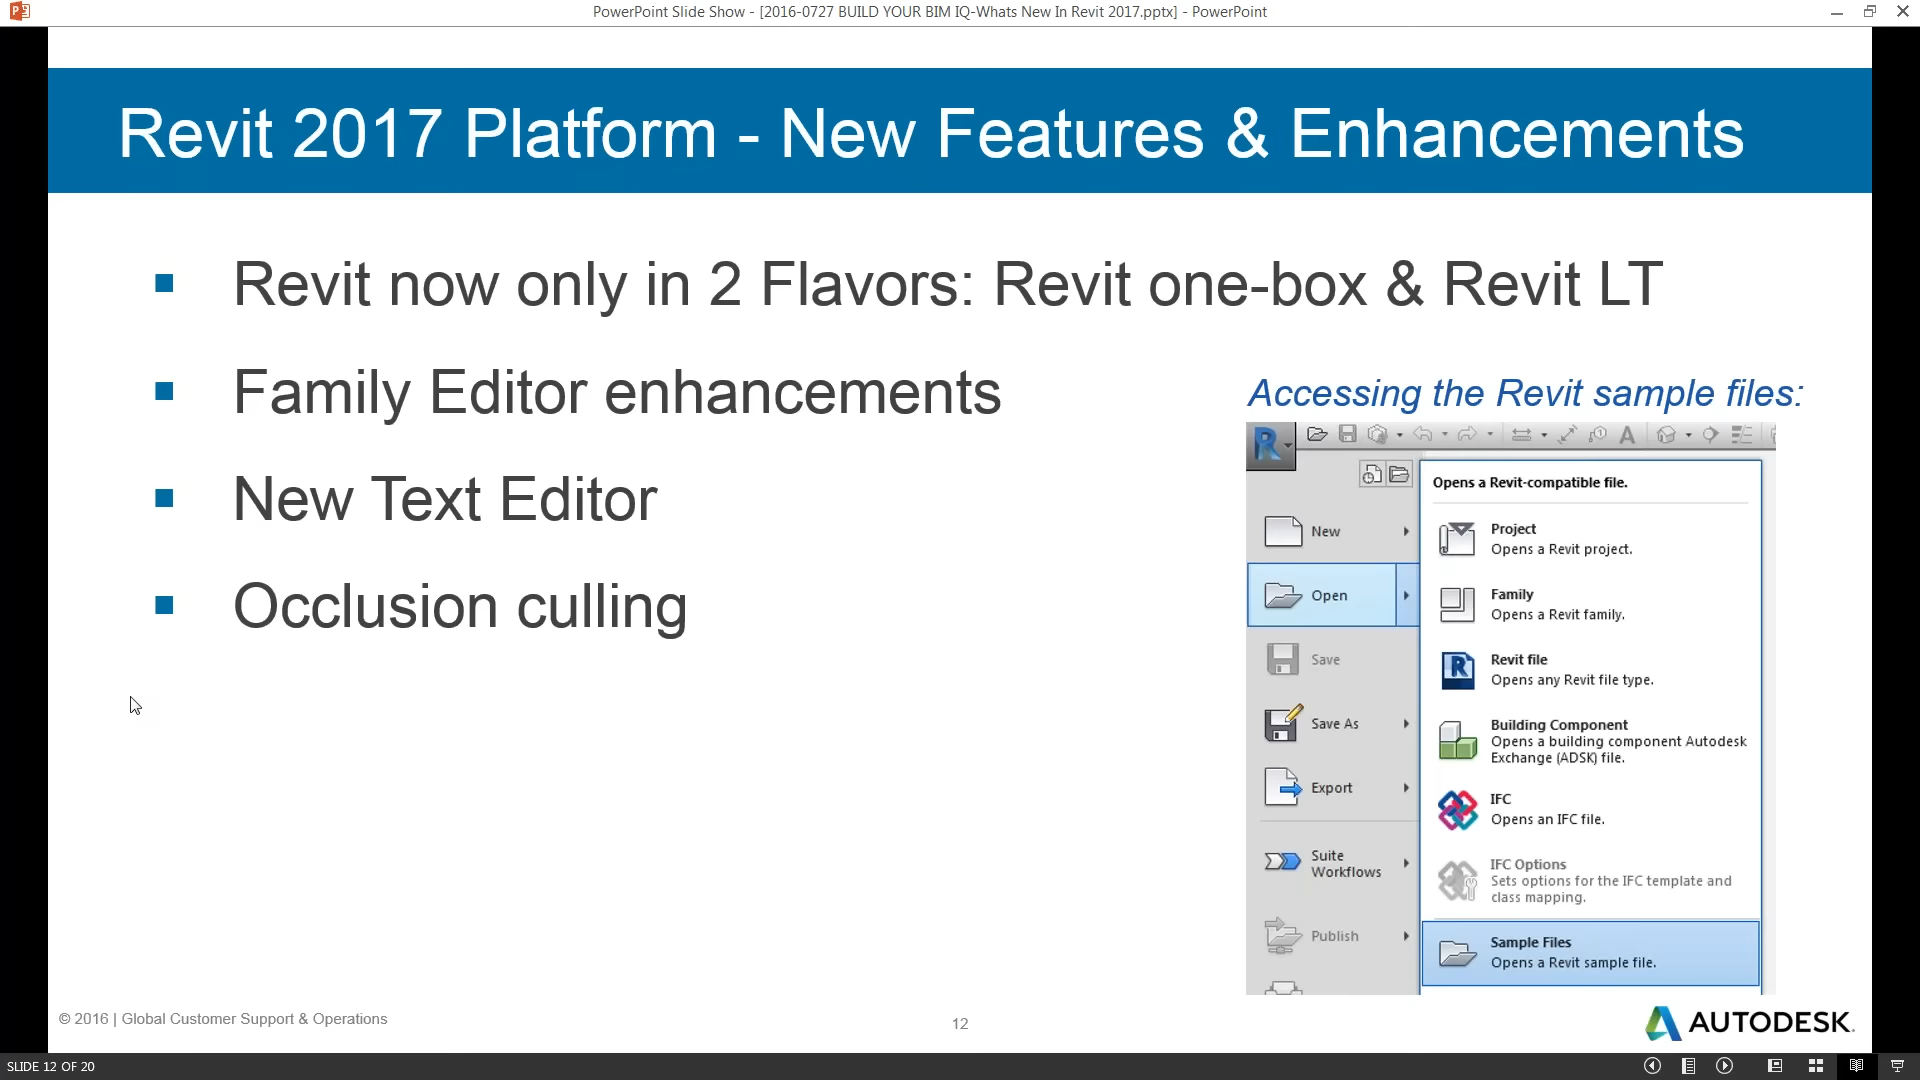 PowerPoint Slide Show - [2016-0727 BUILD YOUR BIM IQ-Whats New In Revit 2017.pptx] - PowerPoint
Revit 2017 Platform - New Features & Enhancements
Revit now only in 2 Flavors: Revit one-box & Revit LT
Family Editor enhancements
New Text Editor
Occlusion culling
Accessing the Revit sample files:
Opens a Revit-compatible file.
New
Open
Save
Save As
Export
Suite
Workflows
Publish
Project
Opens a Revit project.
Family
Opens a Revit family.
Revit file
Opens any Revit file type.
Building Component
Opens a building component Autodesk
Exchange (ADSK) file.
IFC
Opens an IFC file.
IFC Options
Sets options for the IFC template and
class mapping.
Sample Files
Opens a Revit sample file.
© 2016 | Global Customer Support & Operations
12
AUTODESK.
SLIDE 12 OF 20